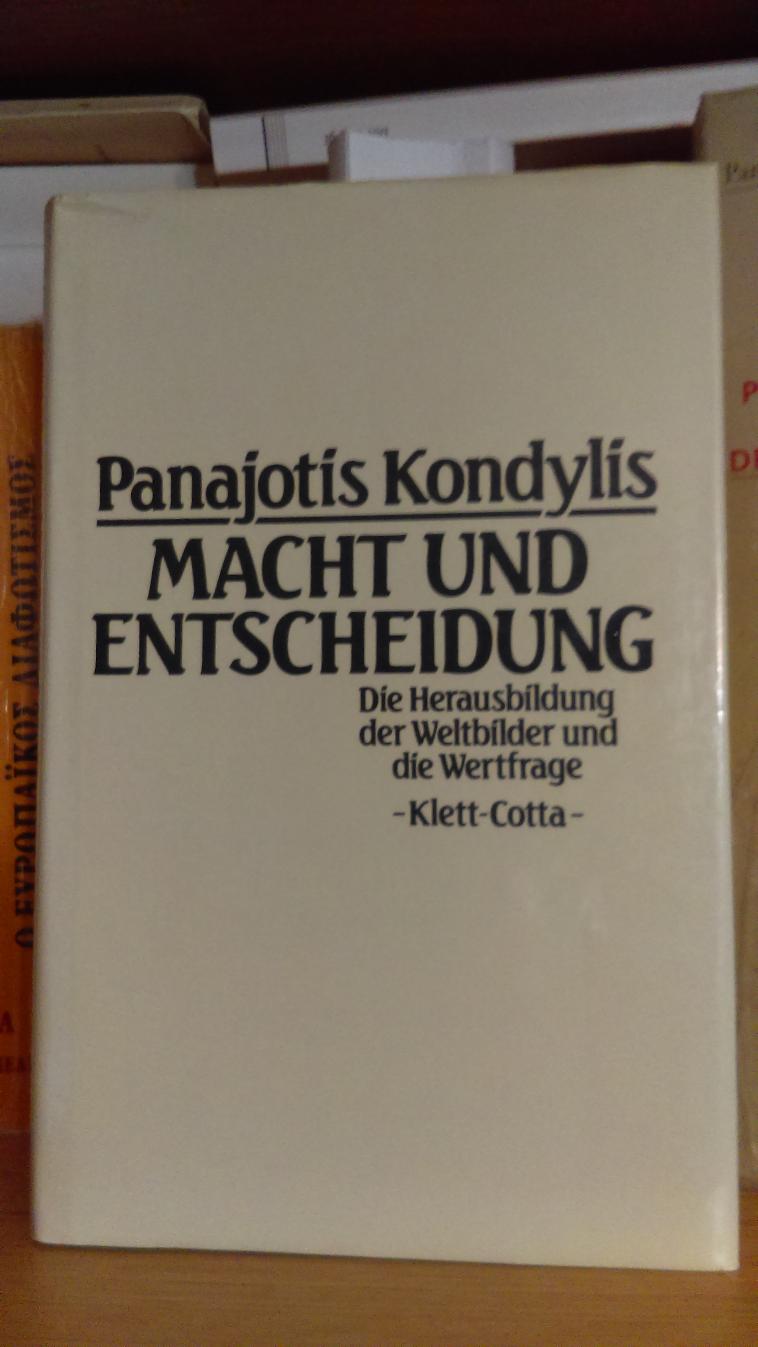 Panajotis Kondylis
MACHT UND
ENTSCHEIDUNG
Die Herausbildung
der Weltbilder und
die Wertfrage
-Klett-Cotta-
Ο ΕΥΡΩΠΑΪΚΟΣ ΔΙΑΦΩΤΙΣΜΟΣ